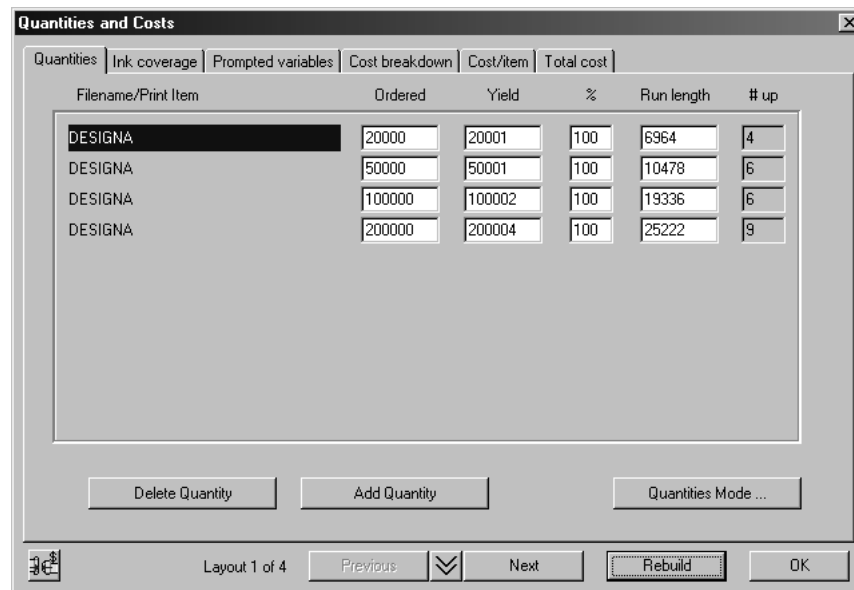 Quantities and Costs
Quantities Ink coverage Prompted variables Cost breakdown Cost/item Total cost
Filename/Print Item Ordered Yield % Run length # up
DESIGNA 20000 20001 100 6964 4
DESIGNA 50000 50001 100 10478 6
DESIGNA 100000 100002 100 19336 6
DESIGNA 200000 200004 100 25222 9
Delete Quantity Add Quantity Quantities Mode ...
Layout 1 of 4 Previous Next Rebuild OK